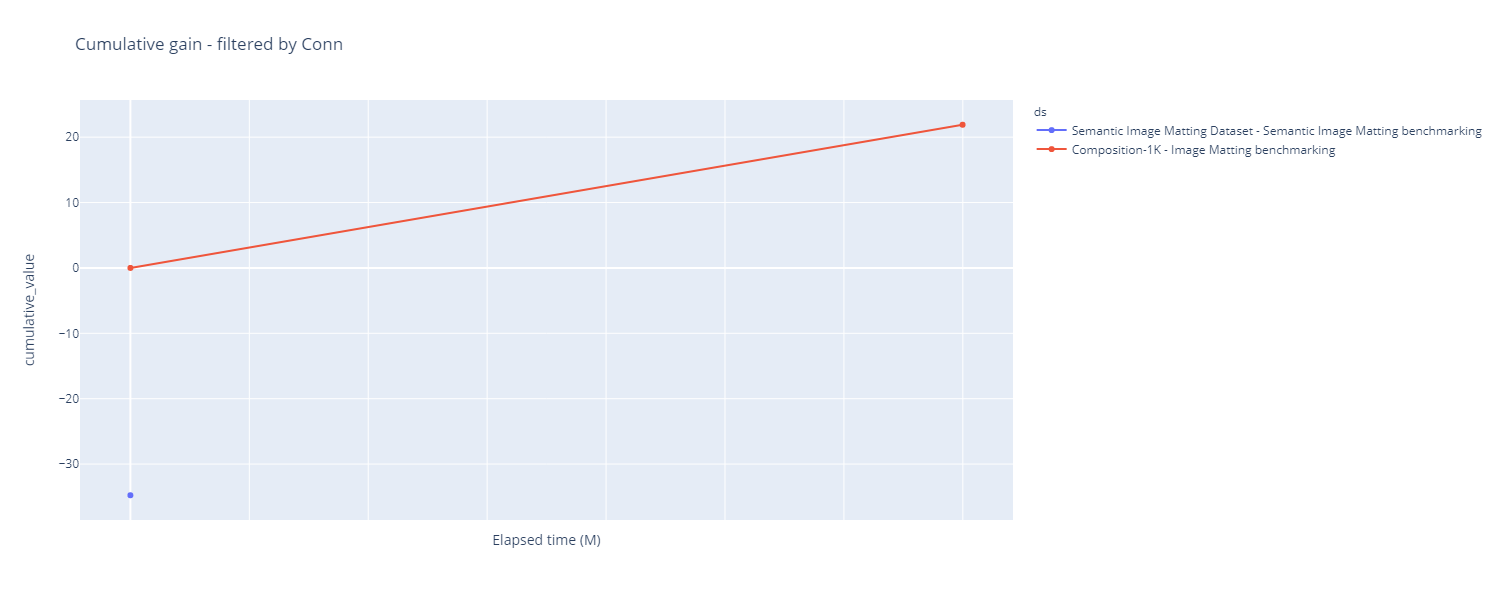 Cumulative gain - filtered by Conn
ds
Semantic Image Matting Dataset - Semantic Image Matting benchmarking
Composition-1K - Image Matting benchmarking
20
10
0
−10
−20
−30
cumulative_value
Elapsed time (M)